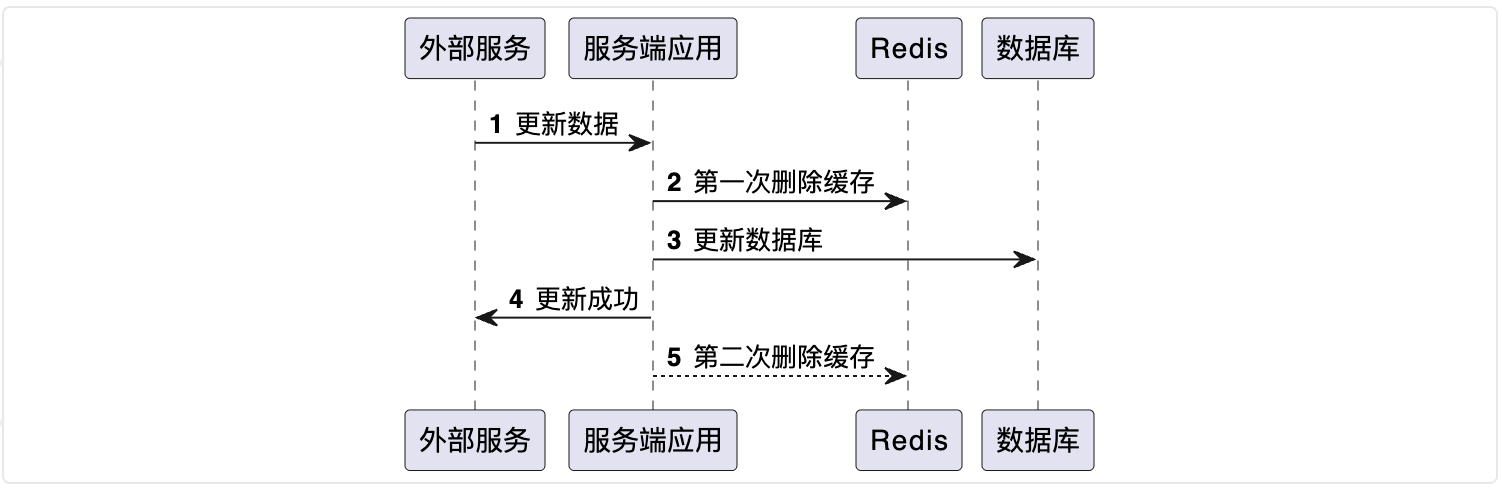 外部服务 服务端应用 Redis 数据库
1 更新数据
2 第一次删除缓存
3 更新数据库
4 更新成功
5 第二次删除缓存
外部服务 服务端应用 Redis 数据库